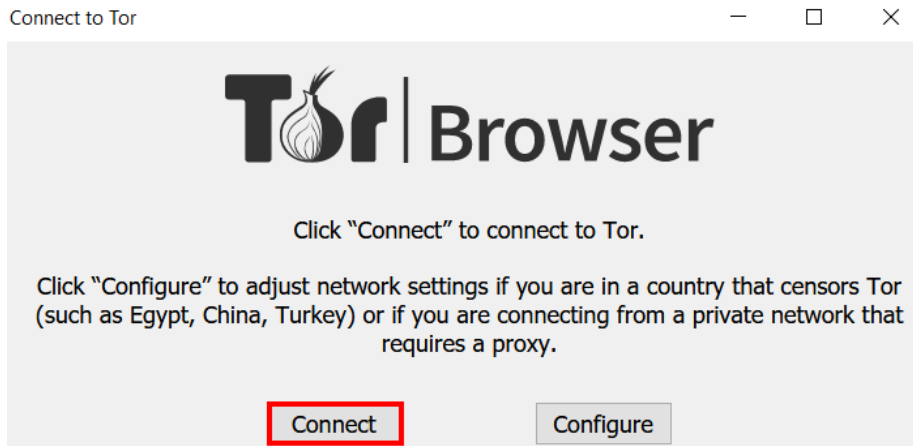 Connect to Tor
Tor Browser
Click “Connect” to connect to Tor.
Click “Configure” to adjust network settings if you are in a country that censors Tor
(such as Egypt, China, Turkey) or if you are connecting from a private network that
requires a proxy.
Connect Configure